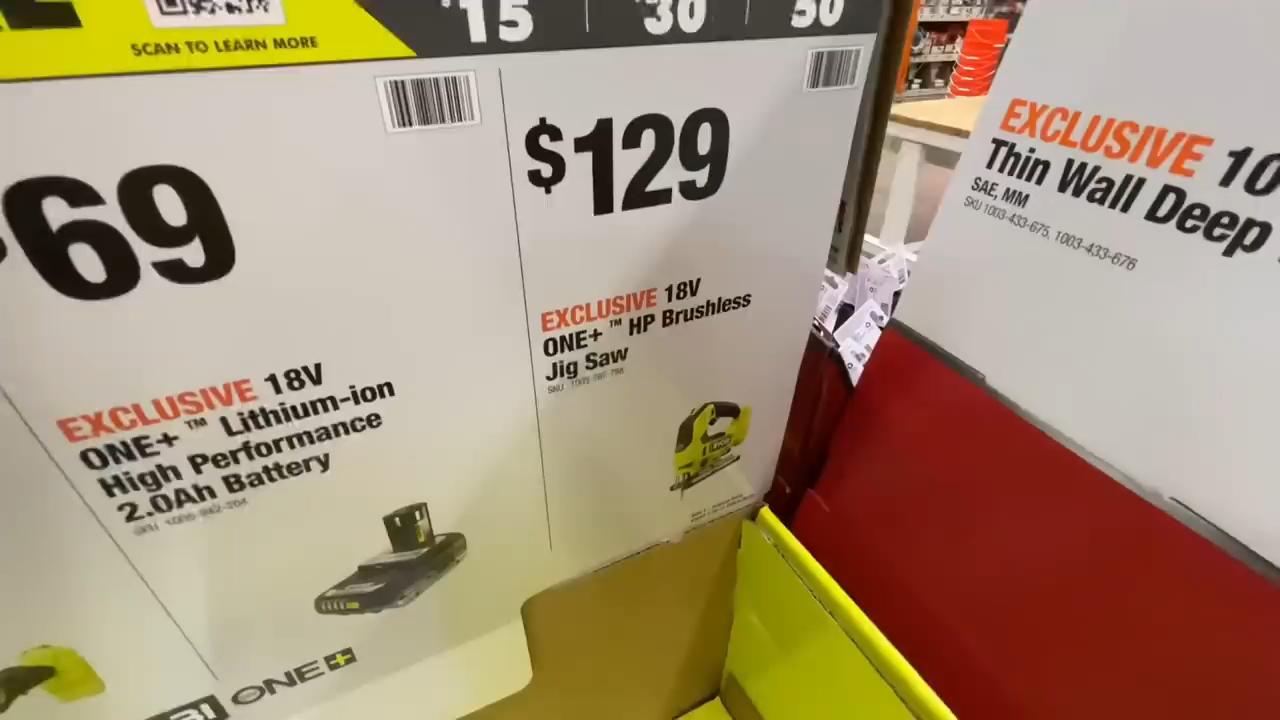 SCAN TO LEARN MORE
$15
$30
50
69
EXCLUSIVE 18V
ONE+™ Lithium-ion
High Performance
2.0Ah Battery
ONE+
$129
EXCLUSIVE 18V
ONE+™ HP Brushless
Jig Saw
EXCLUSIVE 10
Thin Wall Deep
SAE, MM
SKU 1003-433-675, 1003-433-676